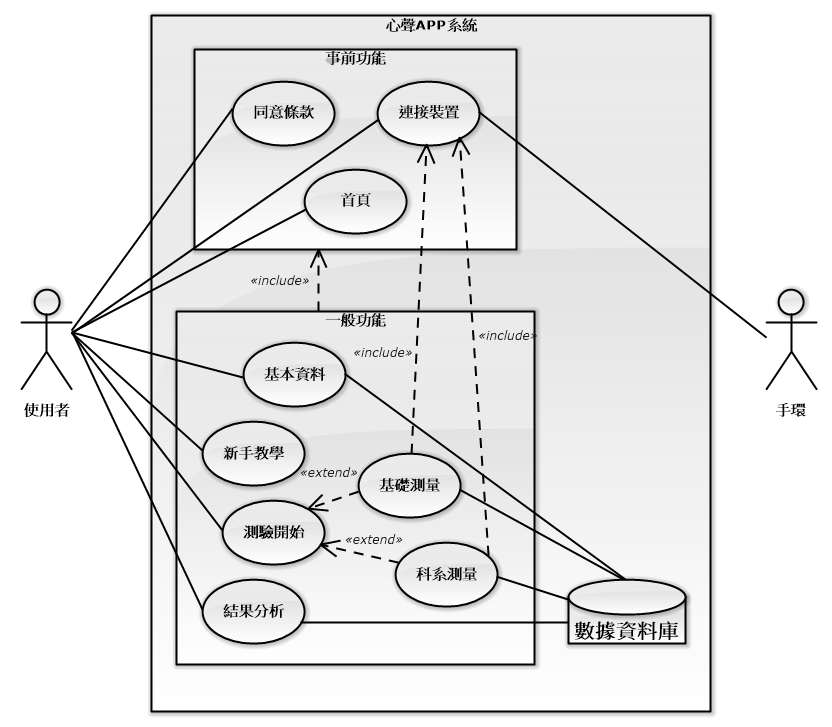 心聲APP系統
事前功能
同意條款
連接裝置
首頁
«include»
一般功能
«include»
«include»
基本資料
使用者
手環
新手教學
«extend»
基礎測量
測驗開始
«extend»
科系測量
結果分析
數據資料庫